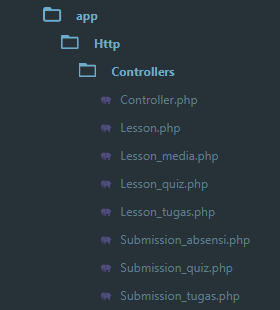 app
Http
Controllers
Controller.php
Lesson.php
Lesson_media.php
Lesson_quiz.php
Lesson_tugas.php
Submission_absensi.php
Submission_quiz.php
Submission_tugas.php